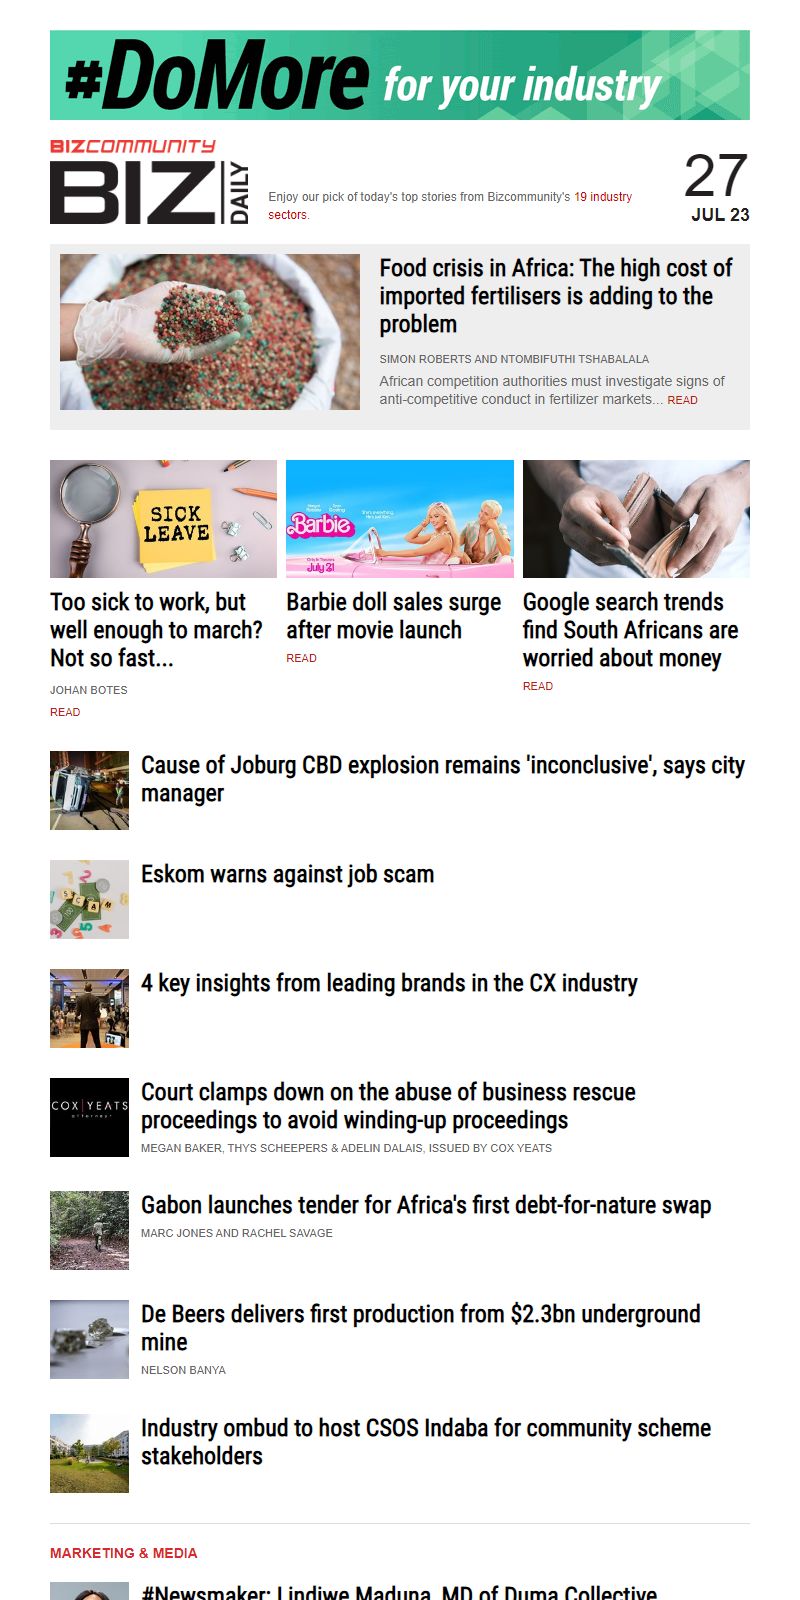 #DoMore for your industry
BIZCOMMUNITY
BIZ DAILY
Enjoy our pick of today's top stories from Bizcommunity's 19 industry
sectors.
27
JUL 23
Food crisis in Africa: The high cost of
imported fertilisers is adding to the
problem
SIMON ROBERTS AND NTOMBIFUTHI TSHABALALA
African competition authorities must investigate signs of
anti-competitive conduct in fertilizer markets... READ
SICK
LEAVE
Too sick to work, but
well enough to march?
Not so fast...
JOHAN BOTES
READ
She's everything.
He's just Ken.
Barbie
Only in Theaters
July 21
Barbie doll sales surge
after movie launch
READ
Google search trends
find South Africans are
worried about money
READ
Cause of Joburg CBD explosion remains 'inconclusive', says city
manager
SCAM
Eskom warns against job scam
4 key insights from leading brands in the CX industry
COX YEATS
attorneys
Court clamps down on the abuse of business rescue
proceedings to avoid winding-up proceedings
MEGAN BAKER, THYS SCHEEPERS & ADELIN DALAIS, ISSUED BY COX YEATS
Gabon launches tender for Africa's first debt-for-nature swap
MARC JONES AND RACHEL SAVAGE
De Beers delivers first production from $2.3bn underground
mine
NELSON BANYA
Industry ombud to host CSOS Indaba for community scheme
stakeholders
MARKETING & MEDIA
#Newsmaker: Lindiwe Maduna, MD of Duma Collective